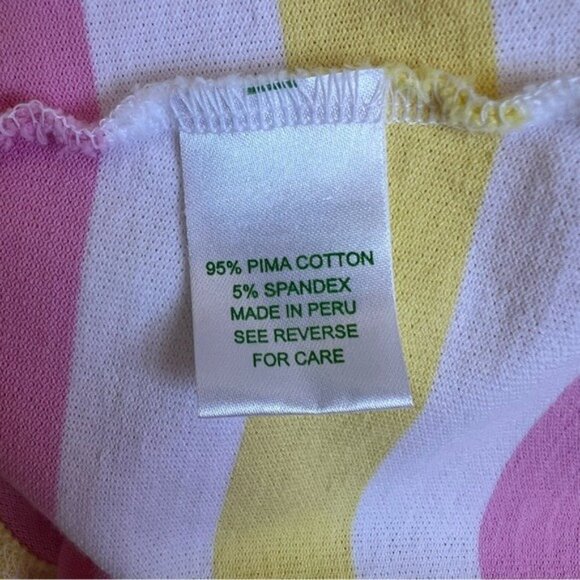 95% PIMA COTTON
5% SPANDEX
MADE IN PERU
SEE REVERSE
FOR CARE